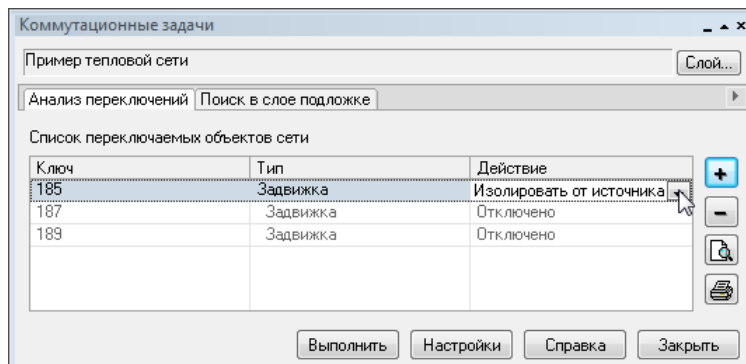 Коммутационные задачи
Пример тепловой сети Слой...
Анализ переключений Поиск в слое подложке
Список переключаемых объектов сети
Ключ Тип Действие
185 Задвижка Изолировать от источника
187 Задвижка Отключено
189 Задвижка Отключено
Выполнить Настройки Справка Закрыть